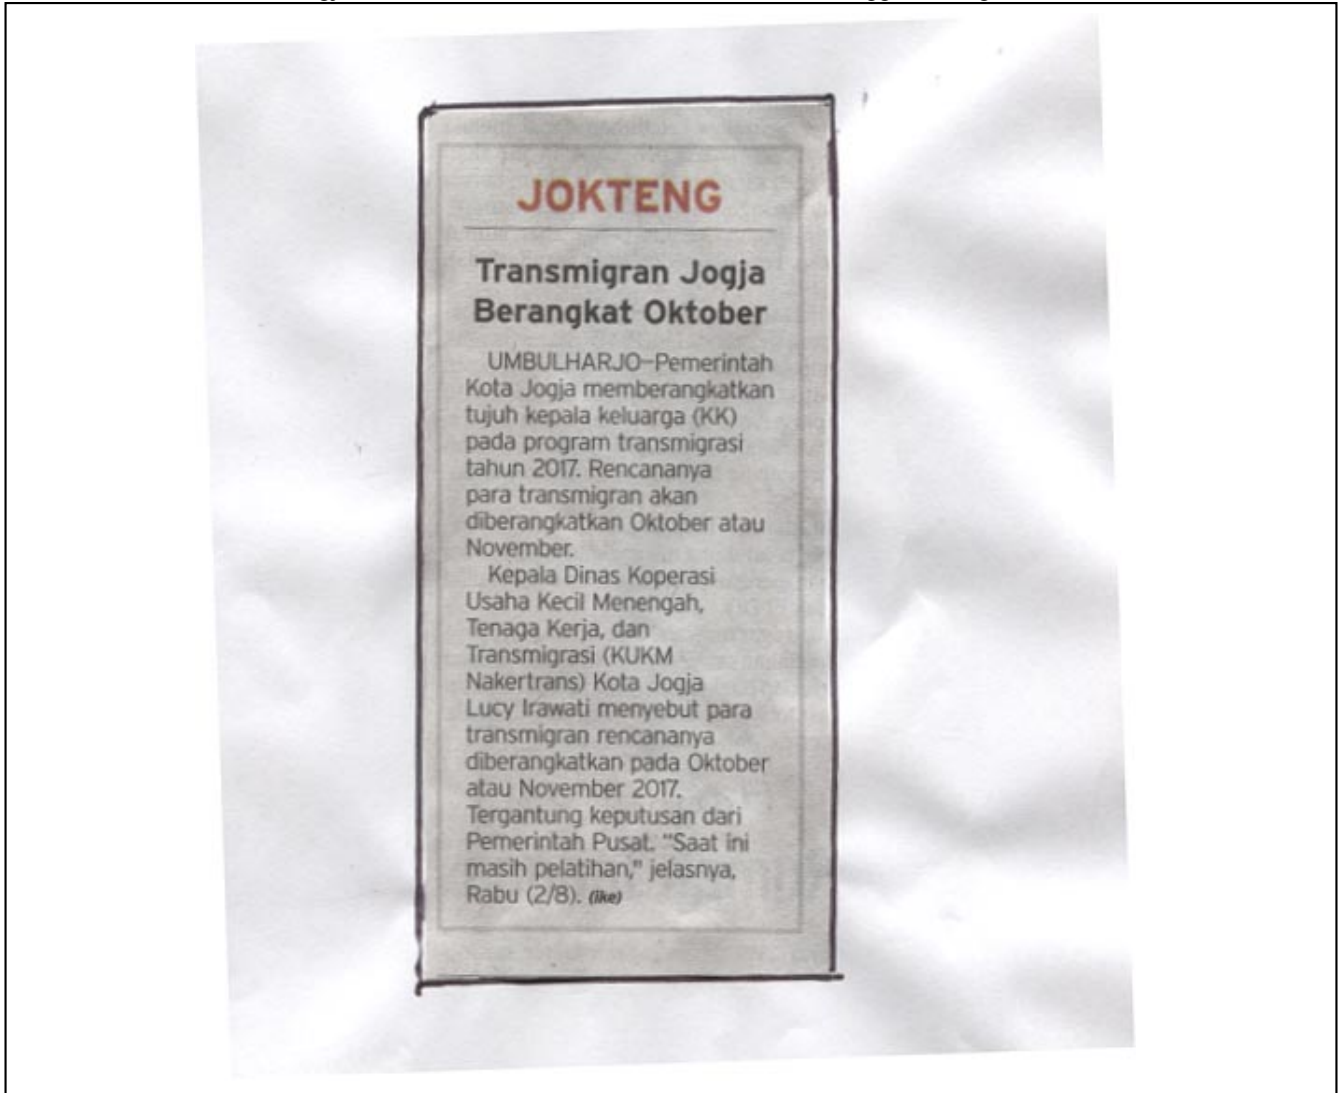 JOKTENG
Transmigran Jogja
Berangkat Oktober
UMBULHARJO–Pemerintah
Kota Jogja memberangkatkan
tujuh kepala keluarga (KK)
pada program transmigrasi
tahun 2017. Rencananya
para transmigran akan
diberangkatkan Oktober atau
November.
Kepala Dinas Koperasi
Usaha Kecil Menengah,
Tenaga Kerja, dan
Transmigrasi (KUKM
Nakertrans) Kota Jogja
Lucy Irawati menyebut para
transmigran rencananya
diberangkatkan pada Oktober
atau November 2017.
Tergantung keputusan dari
Pemerintah Pusat. "Saat ini
masih pelatihan," jelasnya,
Rabu (2/8). (ike)